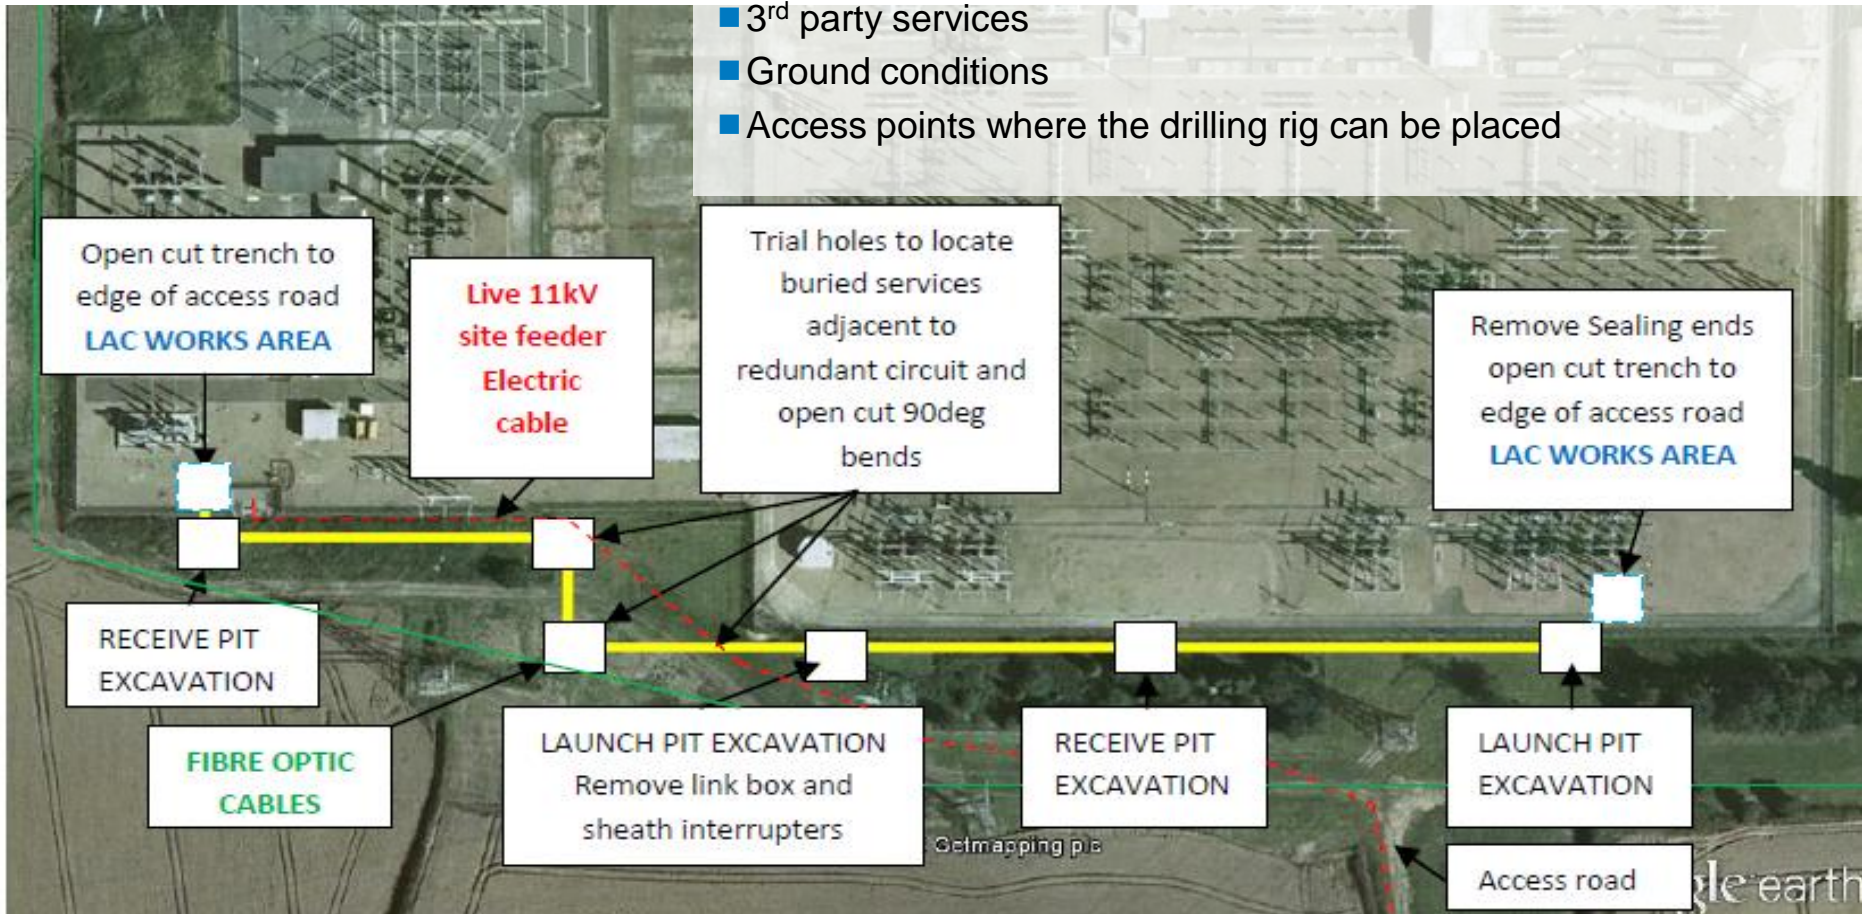 3rd party services
Ground conditions
Access points where the drilling rig can be placed
Open cut trench to
edge of access road
LAC WORKS AREA
Live 11kV
site feeder
Electric
cable
Trial holes to locate
buried services
adjacent to
redundant circuit and
open cut 90deg
bends
Remove Sealing ends
open cut trench to
edge of access road
LAC WORKS AREA
RECEIVE PIT
EXCAVATION
FIBRE OPTIC
CABLES
LAUNCH PIT EXCAVATION
Remove link box and
sheath interrupters
RECEIVE PIT
EXCAVATION
LAUNCH PIT
EXCAVATION
Getmapping plc
Access road
gle earth